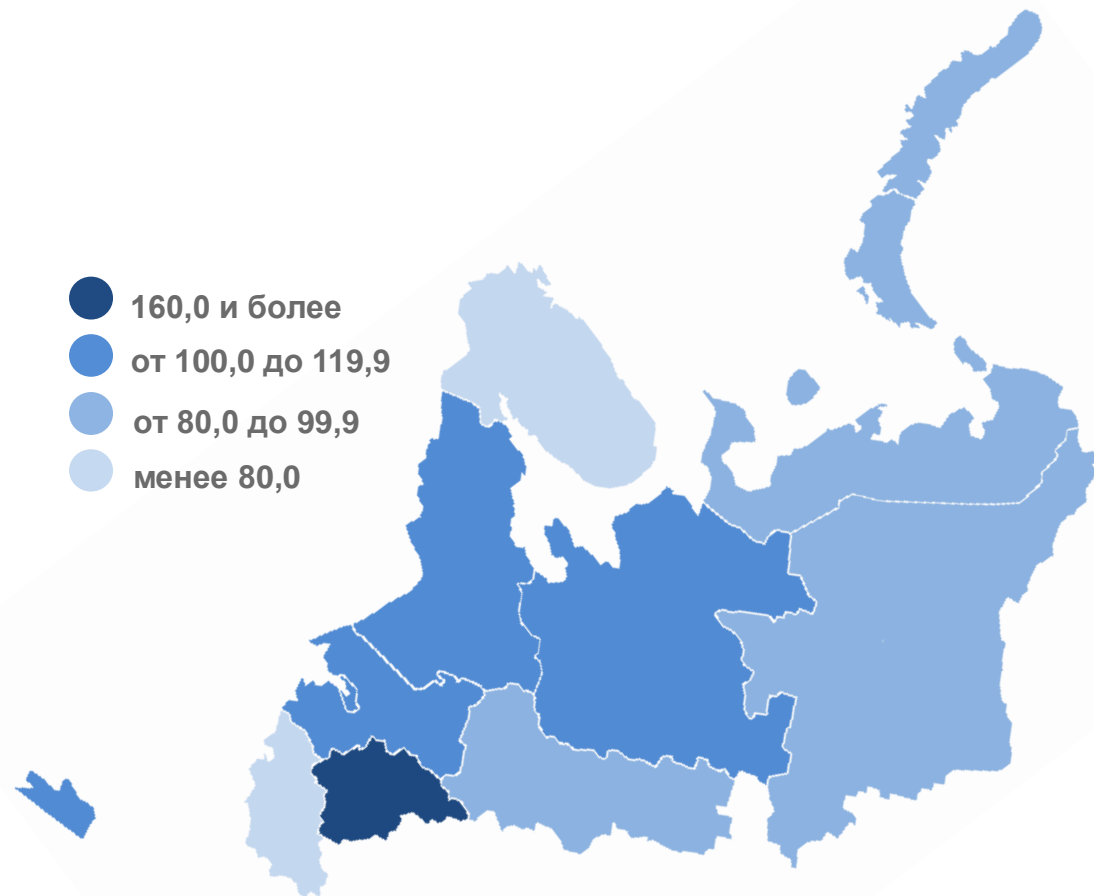 160,0 и более
от 100,0 до 119,9
от 80,0 до 99,9
менее 80,0